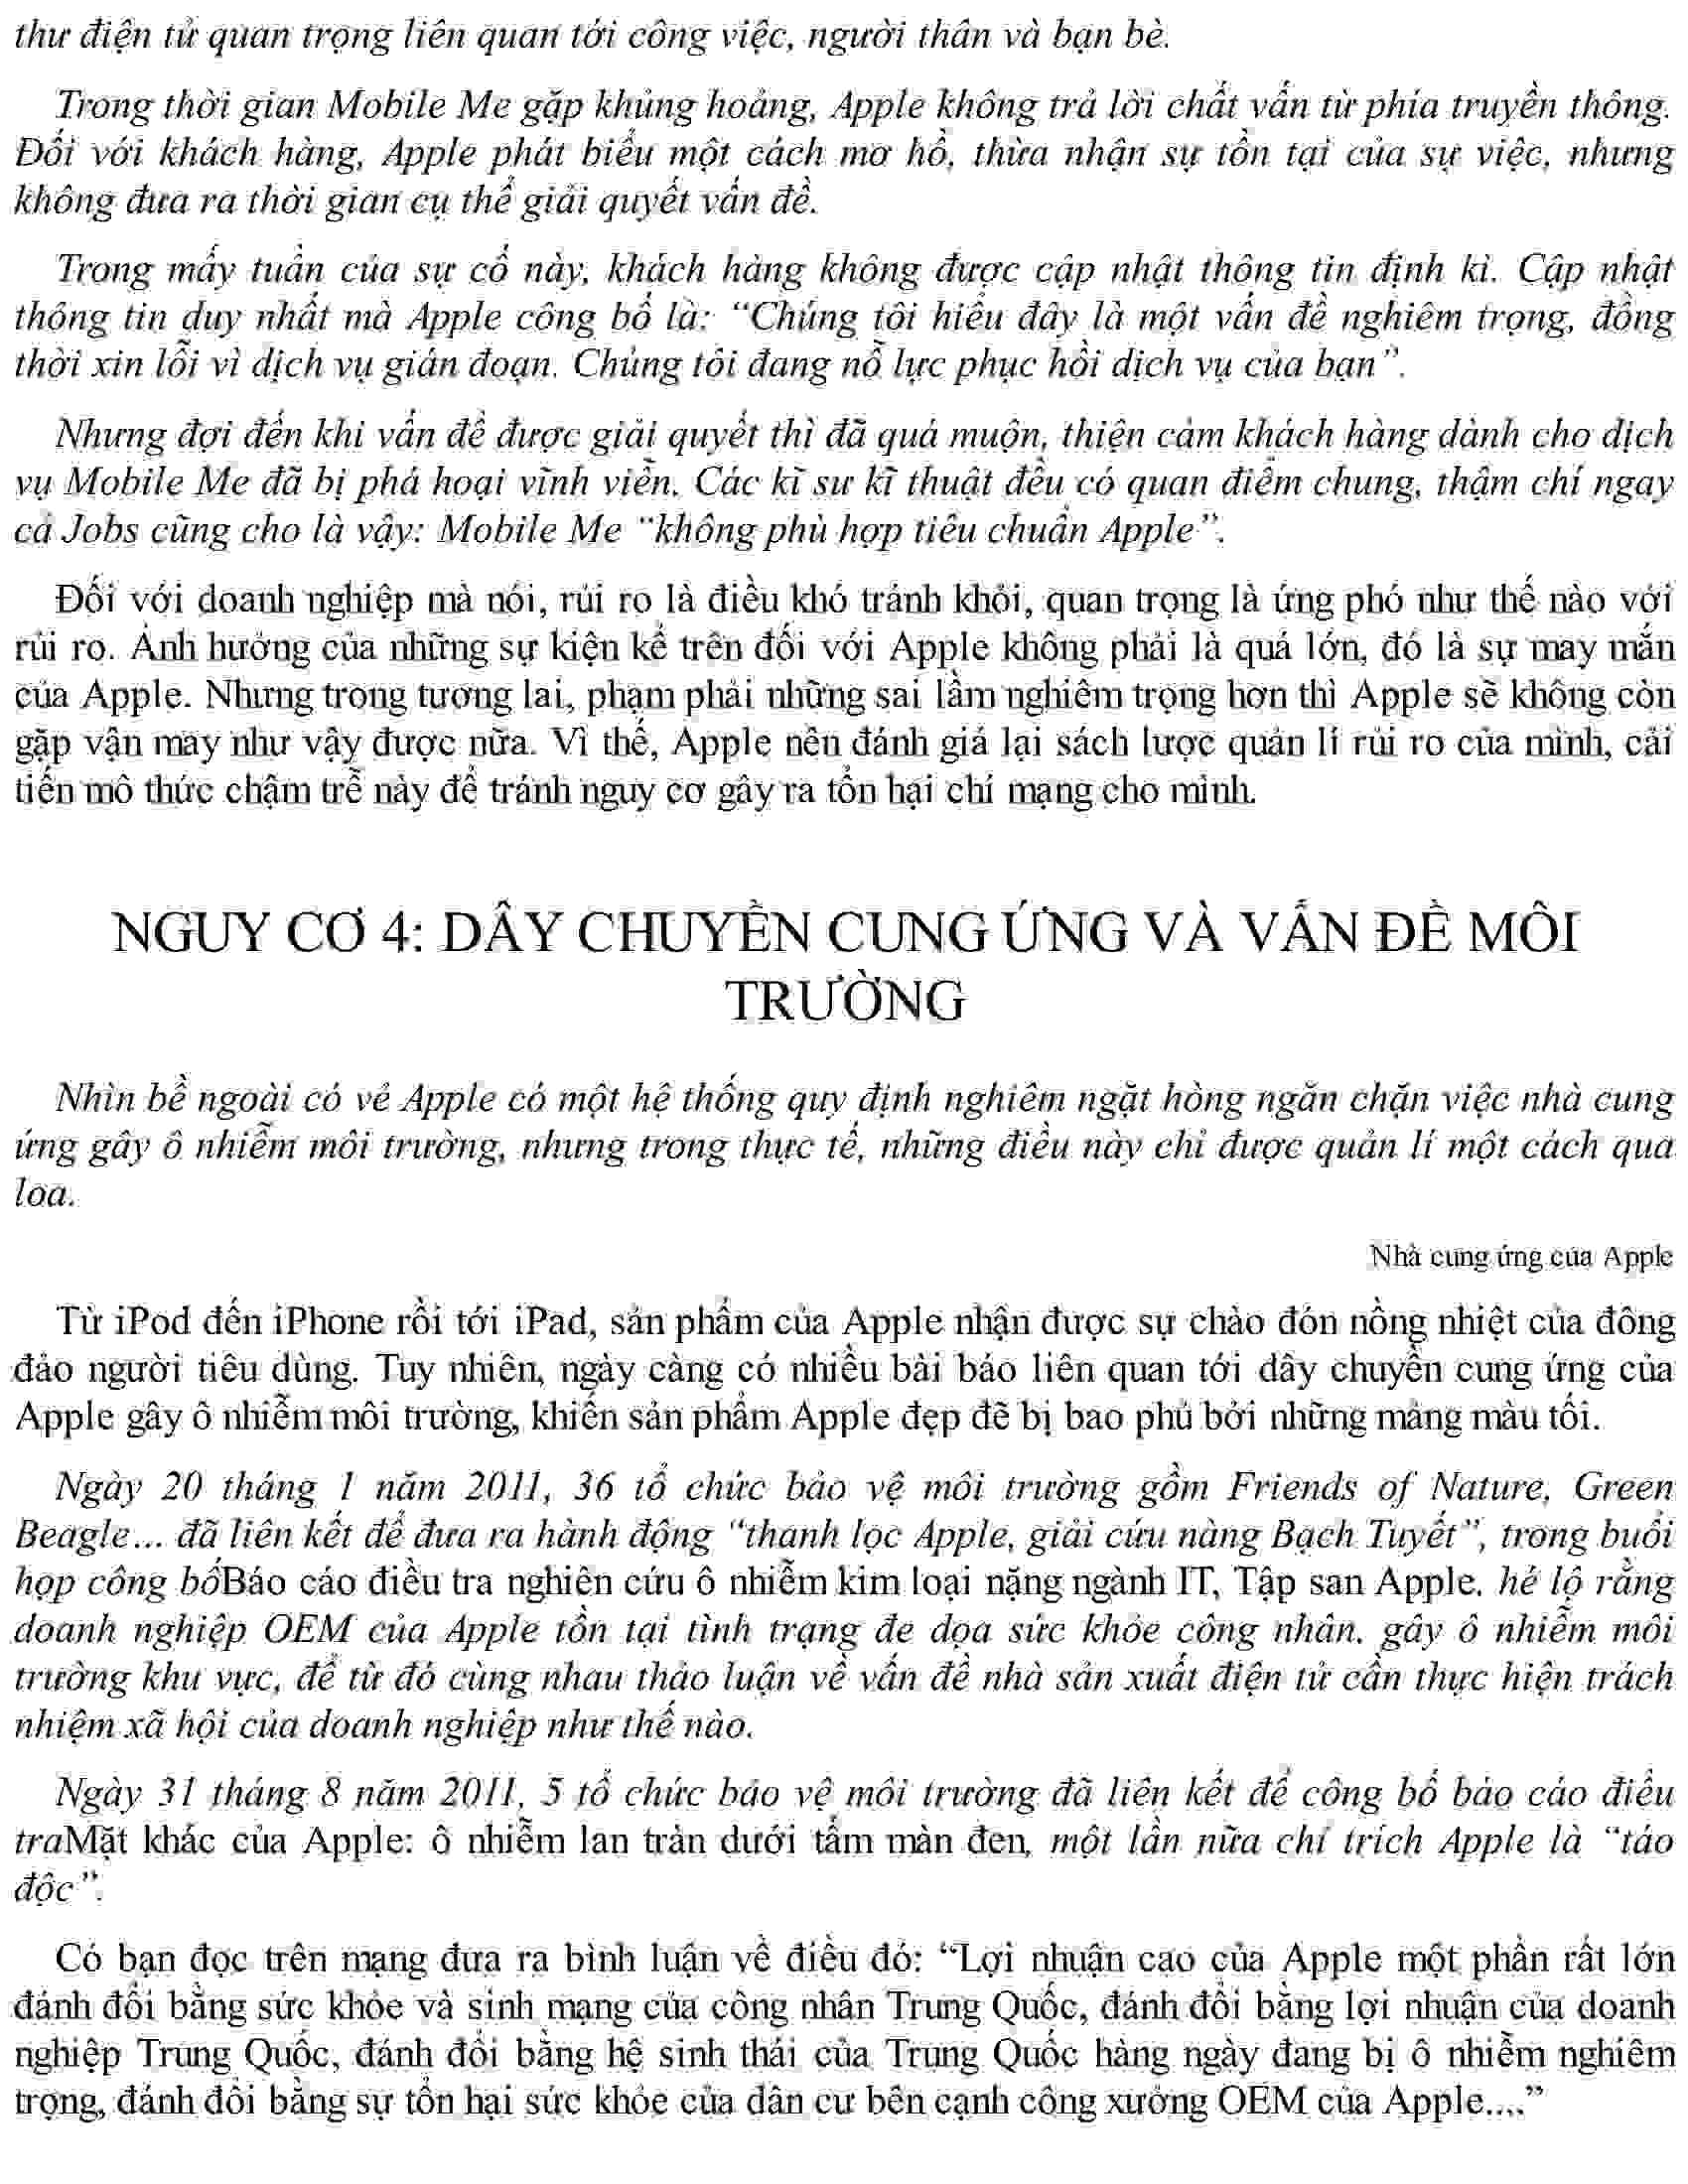 thư điện tử quan trọng liên quan tới công việc, người thân và bạn bè.
Trong thời gian Mobile Me gặp khủng hoảng, Apple không trả lời chất vấn từ phía truyền thông.
Đối với khách hàng, Apple phát biểu một cách mơ hồ, thừa nhận sự tồn tại của sự việc, nhưng
không đưa ra thời gian cụ thể giải quyết vấn đề.
Trong mấy tuần của sự cố này, khách hàng không được cập nhật thông tin định kì. Cập nhật
thông tin duy nhất mà Apple công bố là: “Chúng tôi hiểu đây là một vấn đề nghiêm trọng, đồng
thời xin lỗi vì dịch vụ gián đoạn. Chúng tôi đang nỗ lực phục hồi dịch vụ của bạn”.
Nhưng đợi đến khi vấn đề được giải quyết thì đã quá muộn, thiện cảm khách hàng dành cho dịch
vụ Mobile Me đã bị phá hoại vĩnh viễn. Các kĩ sư kĩ thuật đều có quan điểm chung, thậm chí ngay
cả Jobs cũng cho là vậy: Mobile Me “không phù hợp tiêu chuẩn Apple”.
Đối với doanh nghiệp mà nói, rủi ro là điều khó tránh khỏi, quan trọng là ứng phó như thế nào với
rủi ro. Ảnh hưởng của những sự kiện kể trên đối với Apple không phải là quá lớn, đó là sự may mắn
của Apple. Nhưng trong tương lai, phạm phải những sai lầm nghiêm trọng hơn thì Apple sẽ không còn
gặp vận may như vậy được nữa. Vì thế, Apple nên đánh giá lại sách lược quản lí rủi ro của mình, cải
tiến mô thức chậm trễ này để tránh nguy cơ gây ra tổn hại chí mạng cho mình.
NGUY CƠ 4: DÂY CHUYỀN CUNG ỨNG VÀ VẤN ĐỀ MÔI
TRƯỜNG
Nhìn bề ngoài có vẻ Apple có một hệ thống quy định nghiêm ngặt hòng ngăn chặn việc nhà cung
ứng gây ô nhiễm môi trường, nhưng trong thực tế, những điều này chỉ được quản lí một cách qua
loa.
Nhà cung ứng của Apple
Từ iPod đến iPhone rồi tới iPad, sản phẩm của Apple nhận được sự chào đón nồng nhiệt của đông
đảo người tiêu dùng. Tuy nhiên, ngày càng có nhiều bài báo liên quan tới dây chuyền cung ứng của
Apple gây ô nhiễm môi trường, khiến sản phẩm Apple đẹp đẽ bị bao phủ bởi những mảng màu tối.
Ngày 20 tháng 1 năm 2011, 36 tổ chức bảo vệ môi trường gồm Friends of Nature, Green
Beagle... đã liên kết để đưa ra hành động “thanh lọc Apple, giải cứu nàng Bạch Tuyết”, trong buổi
họp công bốBáo cáo điều tra nghiên cứu ô nhiễm kim loại nặng ngành IT, Tập san Apple, hé lộ rằng
doanh nghiệp OEM của Apple tồn tại tình trạng đe dọa sức khỏe công nhân, gây ô nhiễm môi
trường khu vực, để từ đó cùng nhau thảo luận về vấn đề nhà sản xuất điện tử cần thực hiện trách
nhiệm xã hội của doanh nghiệp như thế nào.
Ngày 31 tháng 8 năm 2011, 5 tổ chức bảo vệ môi trường đã liên kết để công bố báo cáo điều
traMặt khác của Apple: ô nhiễm lan tràn dưới tấm màn đen, một lần nữa chỉ trích Apple là “táo
độc”.
Có bạn đọc trên mạng đưa ra bình luận về điều đó: “Lợi nhuận cao của Apple một phần rất lớn
đánh đổi bằng sức khỏe và sinh mạng của công nhân Trung Quốc, đánh đổi bằng lợi nhuận của doanh
nghiệp Trung Quốc, đánh đổi bằng hệ sinh thái của Trung Quốc hàng ngày đang bị ô nhiễm nghiêm
trọng, đánh đổi bằng sự tổn hại sức khỏe của dân cư bên cạnh công xưởng OEM của Apple....”